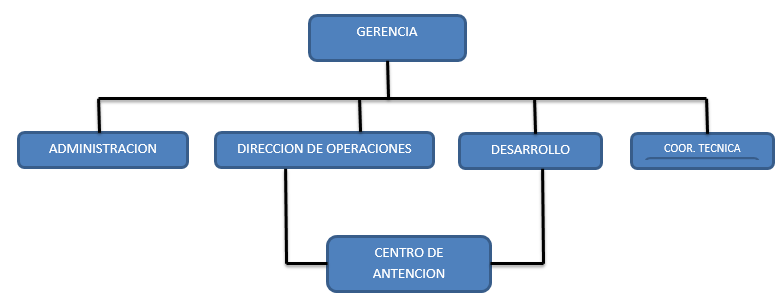 GERENCIA
ADMINISTRACION
DIRECCION DE OPERACIONES
DESARROLLO
COOR. TECNICA
CENTRO DE
ANTENCION